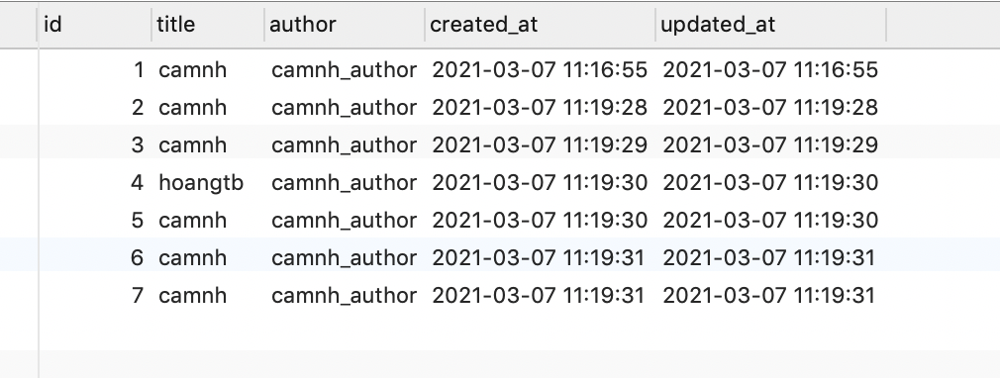 id title author created_at updated_at
1 camnh camnh_author 2021-03-07 11:16:55 2021-03-07 11:16:55
2 camnh camnh_author 2021-03-07 11:19:28 2021-03-07 11:19:28
3 camnh camnh_author 2021-03-07 11:19:29 2021-03-07 11:19:29
4 hoangtb camnh_author 2021-03-07 11:19:30 2021-03-07 11:19:30
5 camnh camnh_author 2021-03-07 11:19:30 2021-03-07 11:19:30
6 camnh camnh_author 2021-03-07 11:19:31 2021-03-07 11:19:31
7 camnh camnh_author 2021-03-07 11:19:31 2021-03-07 11:19:31